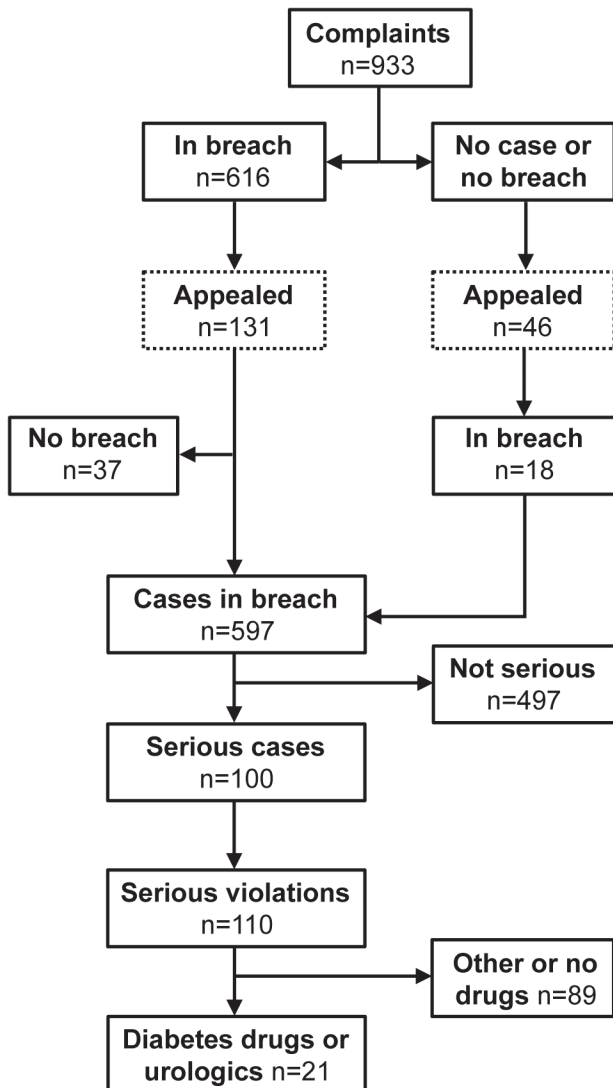 Complaints
n=933
In breach
n=616
No case or
no breach
Appealed
n=131
Appealed
n=46
No breach
n=37
In breach
n=18
Cases in breach
n=597
Not serious
n=497
Serious cases
n=100
Serious violations
n=110
Other or no
drugs n=89
Diabetes drugs or
urologics n=21